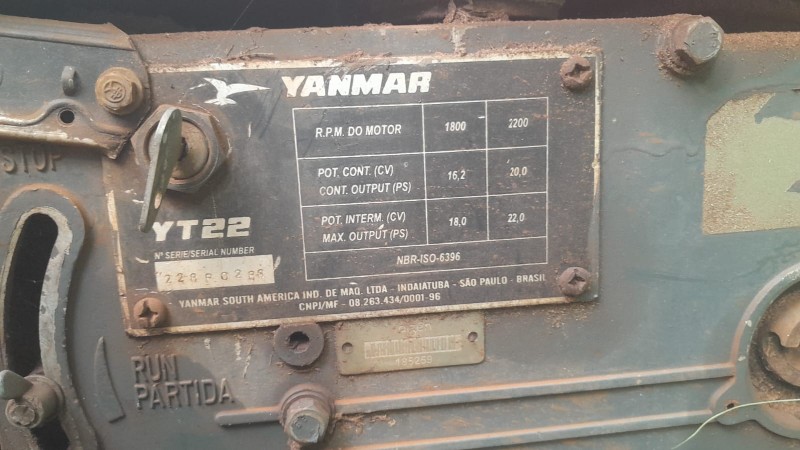 YANMAR
R.P.M. DO MOTOR 1800 2200
POT. CONT. (CV)
CONT. OUTPUT (PS)
16,2 20,0
POT. INTERM. (CV)
MAX. OUTPUT (PS)
18,0 22,0
NBR-ISO-6396
STOP
YT22
Nº SERIE/SERIAL NUMBER
YANMAR SOUTH AMERICA IND. DE MAQ. LTDA - INDAIATUBA - SÃO PAULO - BRASIL
CNPJ/MF - 08.263.434/0001-96
RUN
PARTIDA